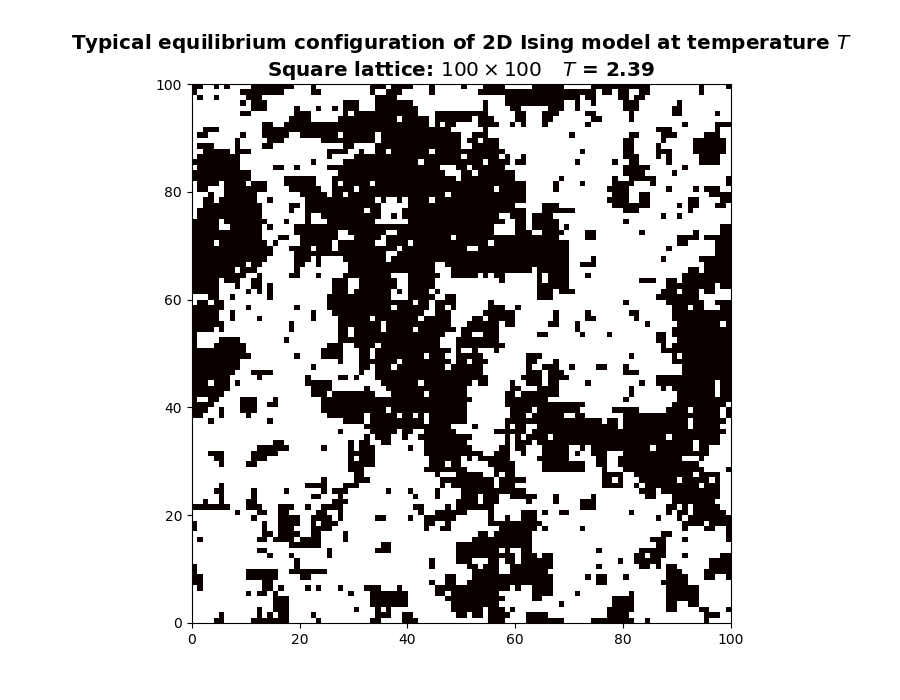 Typical equilibrium configuration of 2D Ising model at temperature T
Square lattice: 100 × 100 T = 2.39
100
80
60
40
20
0
0 20 40 60 80 100